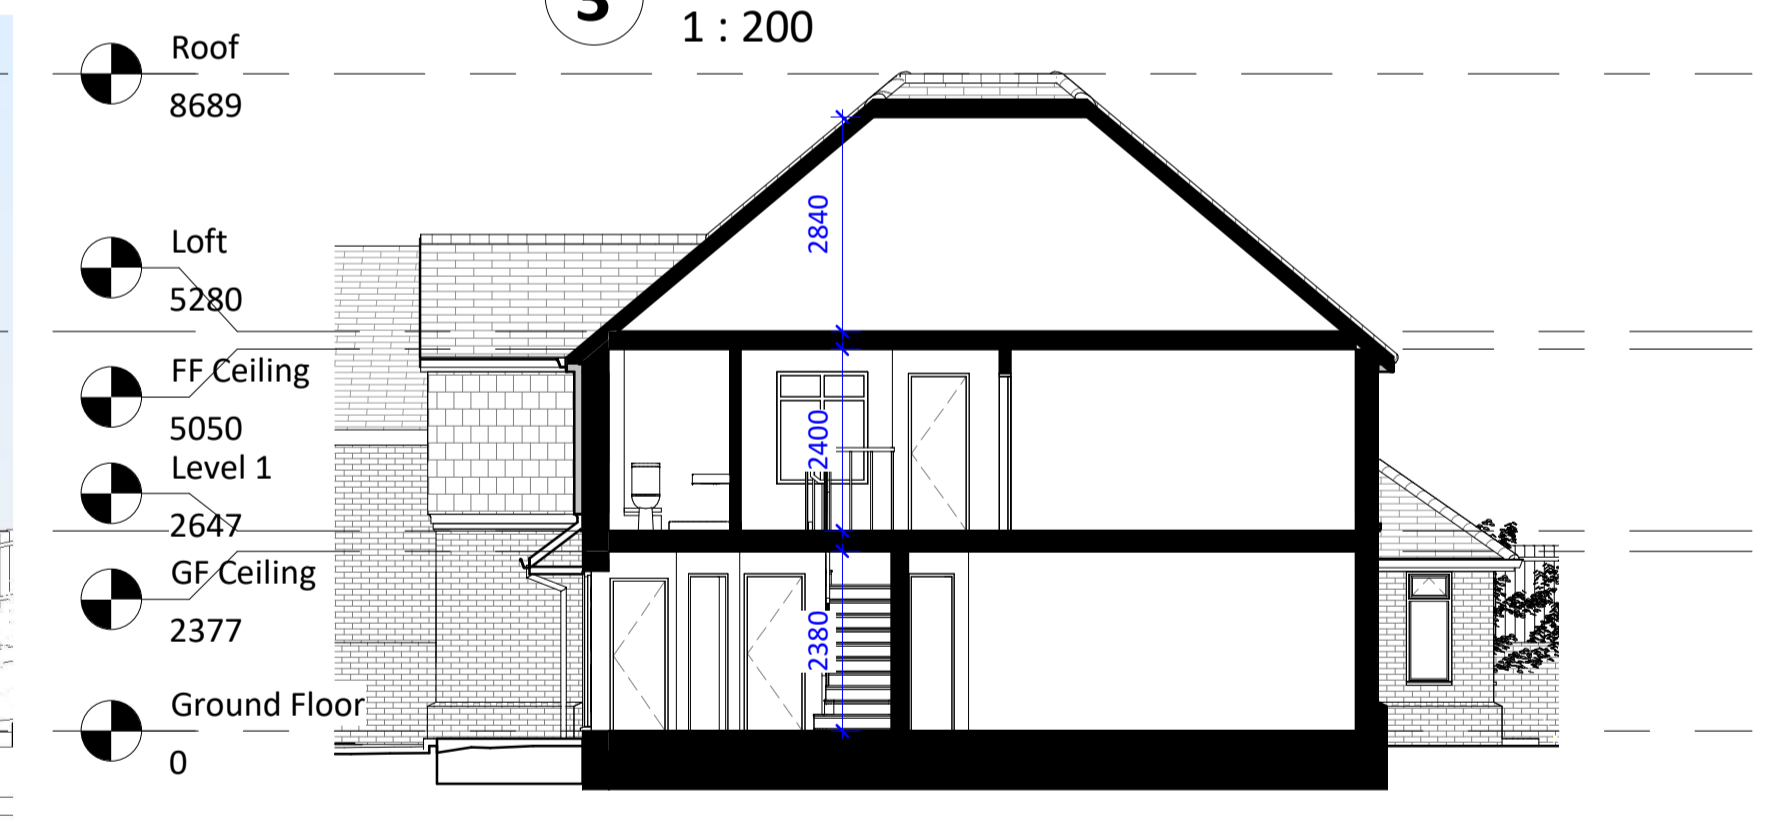 3
1 : 200
Roof
8689
Loft
5280
FF Ceiling
5050
Level 1
2647
GF Ceiling
2377
Ground Floor
0
2840
2400
2380